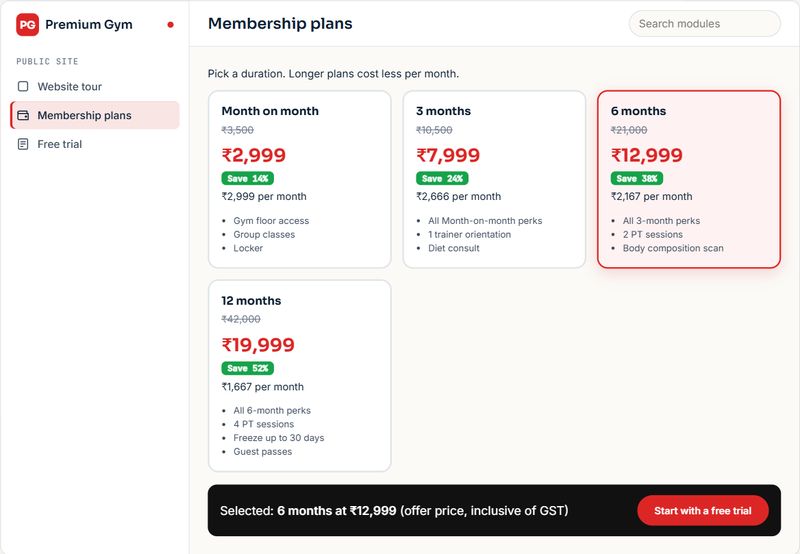 PG Premium Gym
PUBLIC SITE
Website tour
Membership plans
Free trial
Membership plans
Search modules
Pick a duration. Longer plans cost less per month.
Month on month
₹3,500
₹2,999
Save 14%
₹2,999 per month
• Gym floor access
• Group classes
• Locker
3 months
₹10,500
₹7,999
Save 24%
₹2,666 per month
• All Month-on-month perks
• 1 trainer orientation
• Diet consult
6 months
₹21,000
₹12,999
Save 38%
₹2,167 per month
• All 3-month perks
• 2 PT sessions
• Body composition scan
12 months
₹42,000
₹19,999
Save 52%
₹1,667 per month
• All 6-month perks
• 4 PT sessions
• Freeze up to 30 days
• Guest passes
Selected: 6 months at ₹12,999 (offer price, inclusive of GST)
Start with a free trial